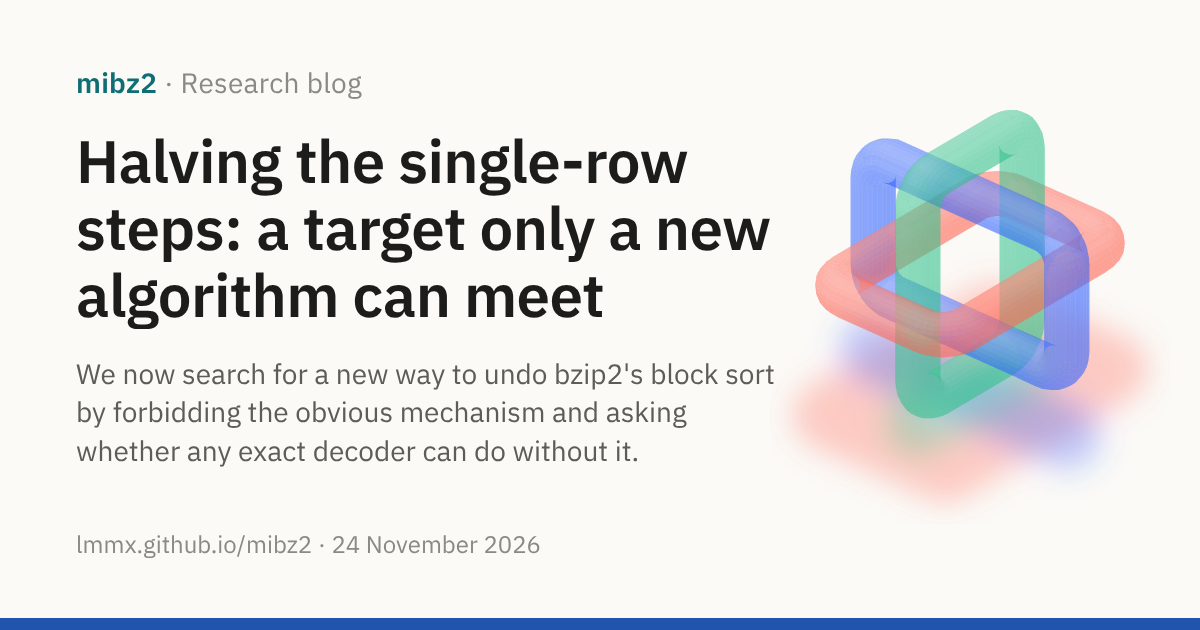 mibz2 · Research blog
Halving the single-row
steps: a target only a new
algorithm can meet
We now search for a new way to undo bzip2's block sort
by forbidding the obvious mechanism and asking
whether any exact decoder can do without it.
lmmx.github.io/mibz2 · 24 November 2026